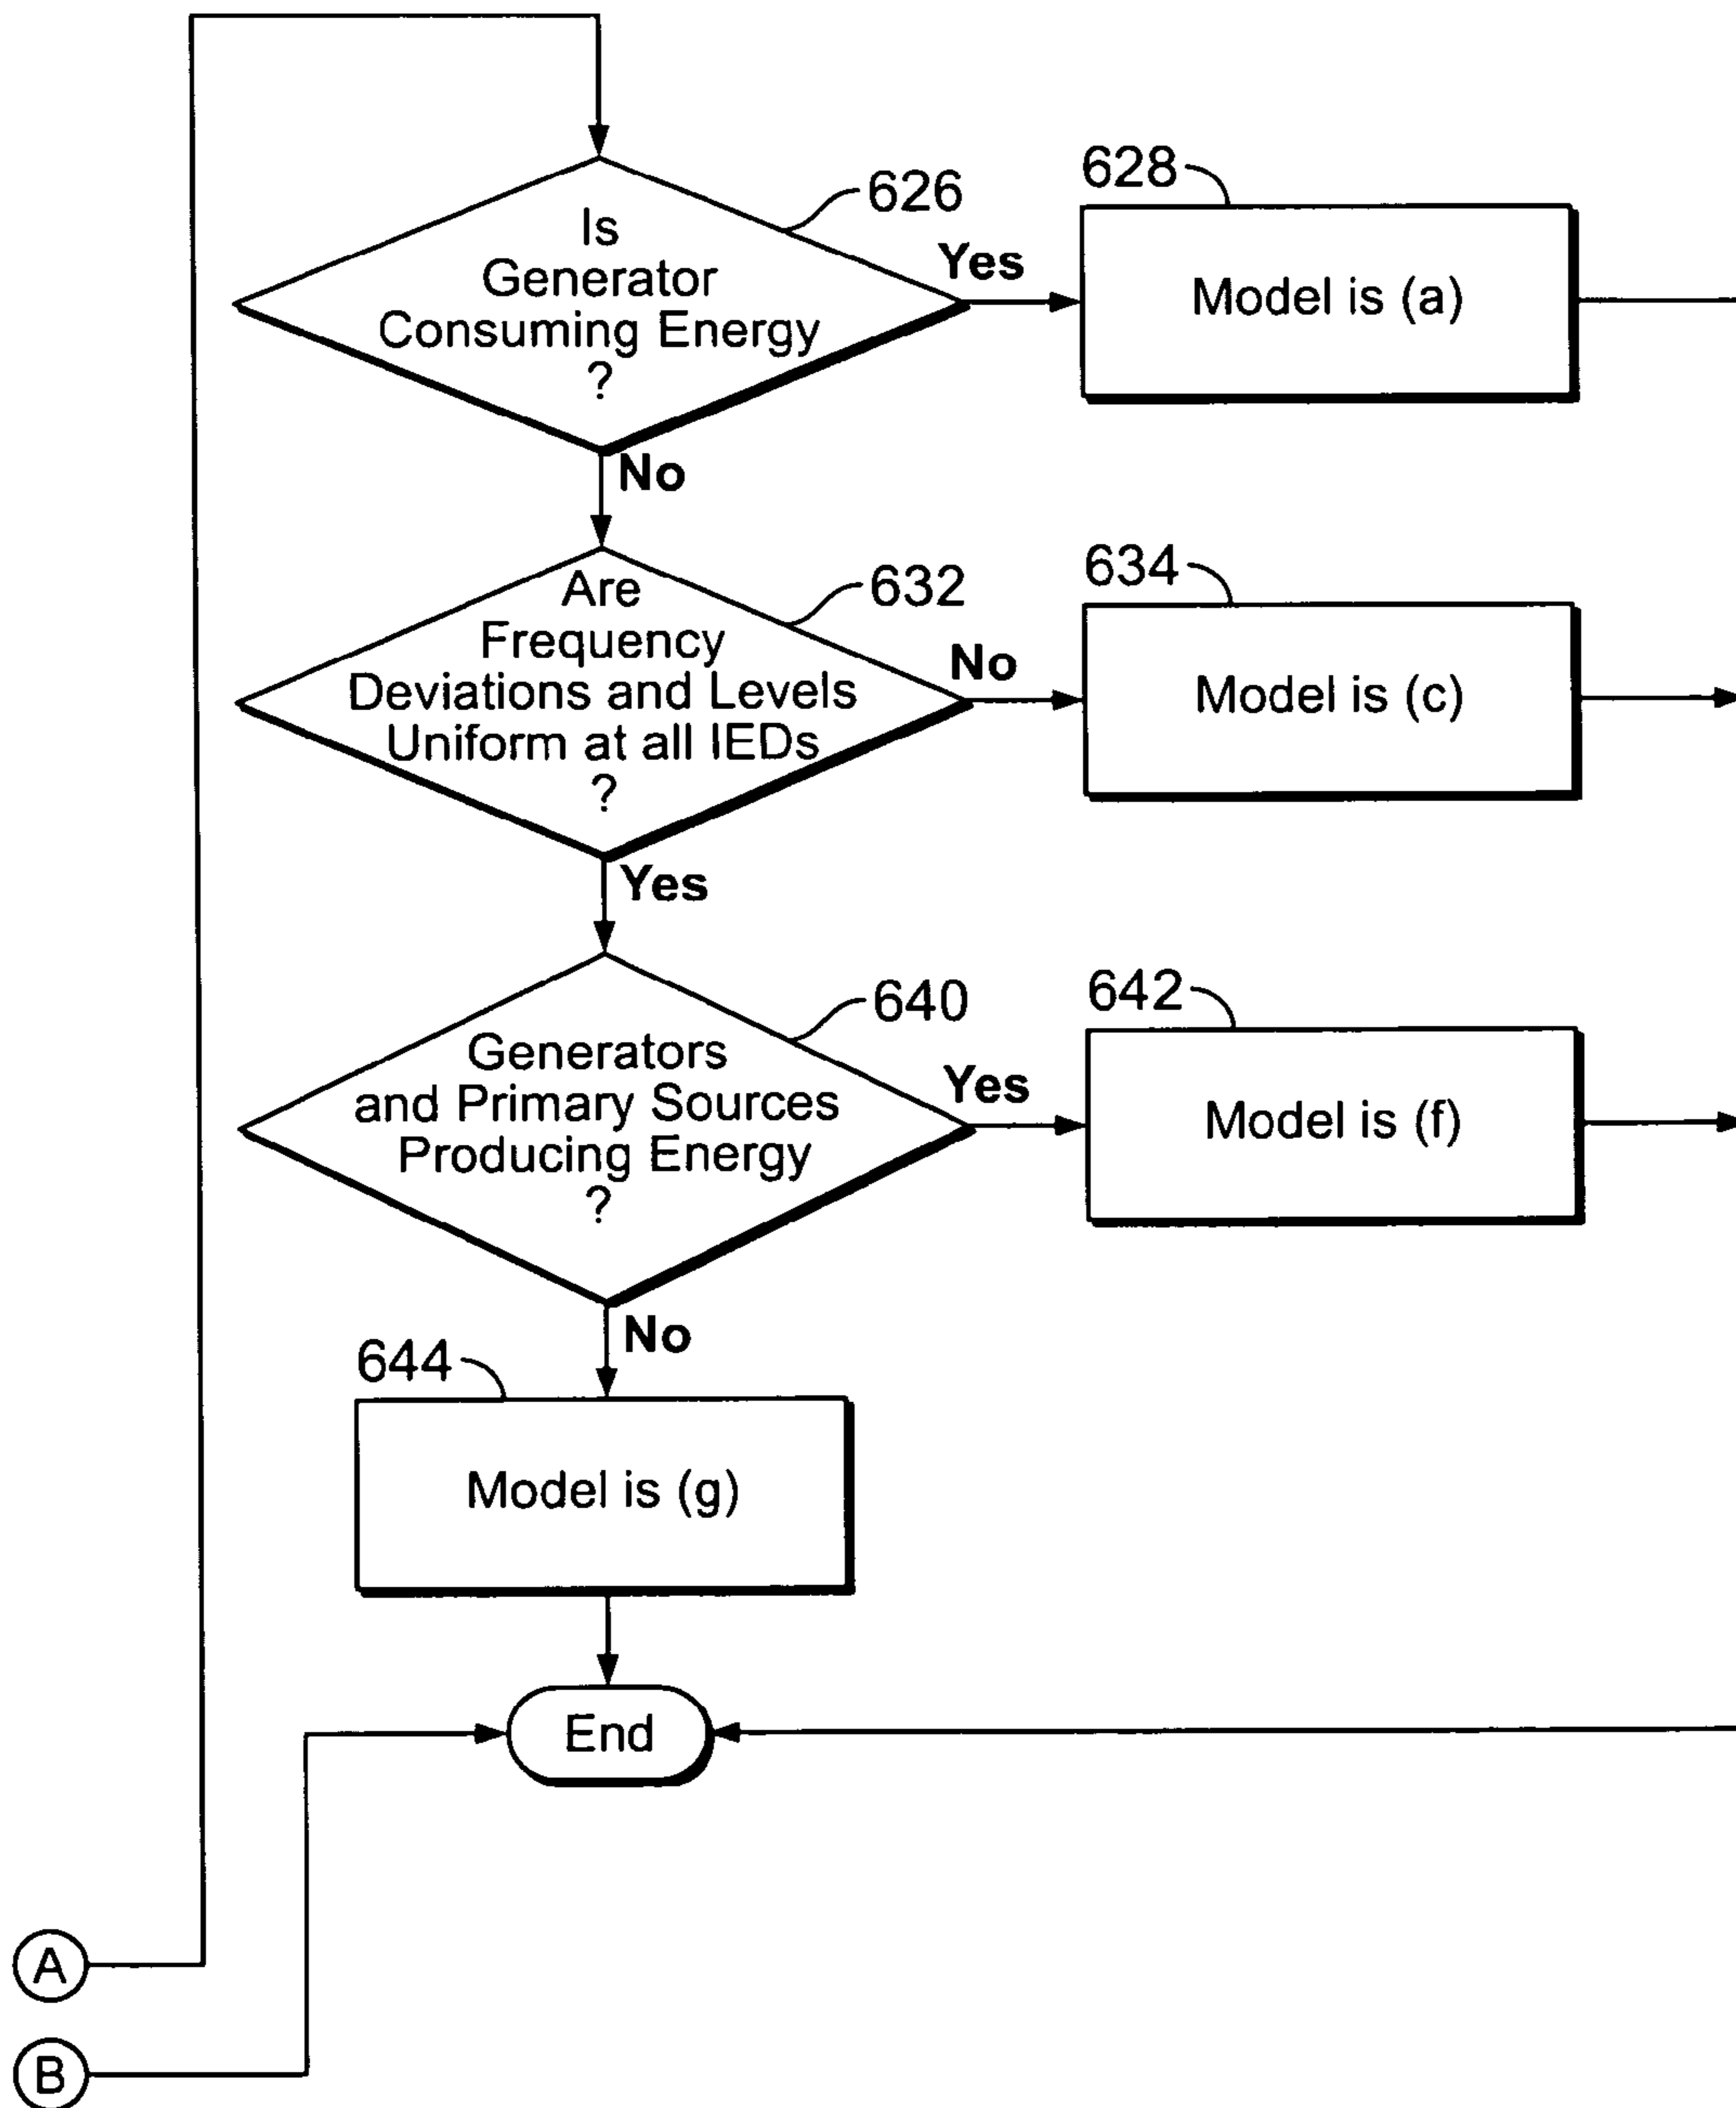 626
Is
Generator
Consuming Energy
?
Yes
628
Model is (a)
No
632
Are
Frequency
Deviations and Levels
Uniform at all IEDs
?
No
634
Model is (c)
Yes
640
Generators
and Primary Sources
Producing Energy
?
Yes
642
Model is (f)
No
644
Model is (g)
End
A
B